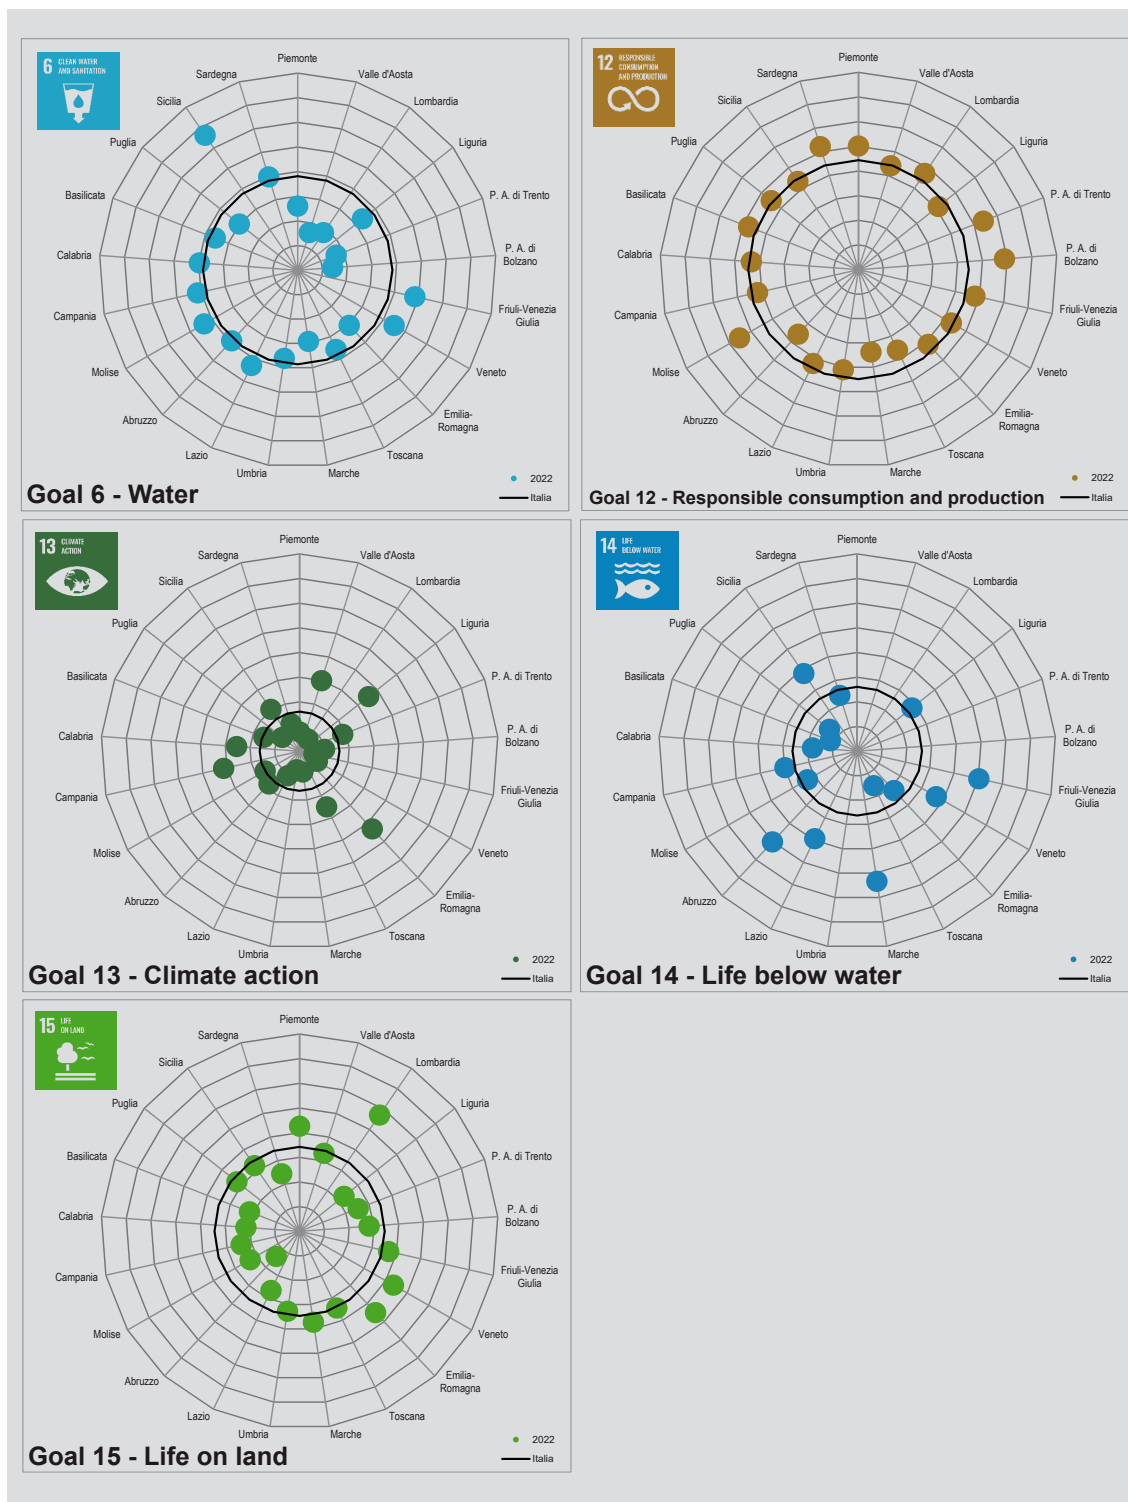 6 CLEAN WATER
AND SANITATION
Piemonte
Valle d'Aosta
Lombardia
Liguria
P. A. di Trento
P. A. di
Bolzano
Friuli-Venezia
Giulia
Veneto
Emilia-
Romagna
Toscana
Marche
Umbria
Lazio
Abruzzo
Molise
Campania
Calabria
Basilicata
Puglia
Sicilia
Sardegna
2022
Italia
Goal 6 - Water
12 RESPONSIBLE
CONSUMPTION
AND PRODUCTION
Piemonte
Valle d'Aosta
Lombardia
Liguria
P. A. di Trento
P. A. di
Bolzano
Friuli-Venezia
Giulia
Veneto
Emilia-
Romagna
Toscana
Marche
Umbria
Lazio
Abruzzo
Molise
Campania
Calabria
Basilicata
Puglia
Sicilia
Sardegna
2022
Italia
Goal 12 - Responsible consumption and production
13 CLIMATE
ACTION
Piemonte
Valle d'Aosta
Lombardia
Liguria
P. A. di Trento
P. A. di
Bolzano
Friuli-Venezia
Giulia
Veneto
Emilia-
Romagna
Toscana
Marche
Umbria
Lazio
Abruzzo
Molise
Campania
Calabria
Basilicata
Puglia
Sicilia
Sardegna
2022
Italia
Goal 13 - Climate action
14 LIFE
BELOW WATER
Piemonte
Valle d'Aosta
Lombardia
Liguria
P. A. di Trento
P. A. di
Bolzano
Friuli-Venezia
Giulia
Veneto
Emilia-
Romagna
Toscana
Marche
Umbria
Lazio
Abruzzo
Molise
Campania
Calabria
Basilicata
Puglia
Sicilia
Sardegna
2022
Italia
Goal 14 - Life below water
15 LIFE
ON LAND
Piemonte
Valle d'Aosta
Lombardia
Liguria
P. A. di Trento
P. A. di
Bolzano
Friuli-Venezia
Giulia
Veneto
Emilia-
Romagna
Toscana
Marche
Umbria
Lazio
Abruzzo
Molise
Campania
Calabria
Basilicata
Puglia
Sicilia
Sardegna
2022
Italia
Goal 15 - Life on land